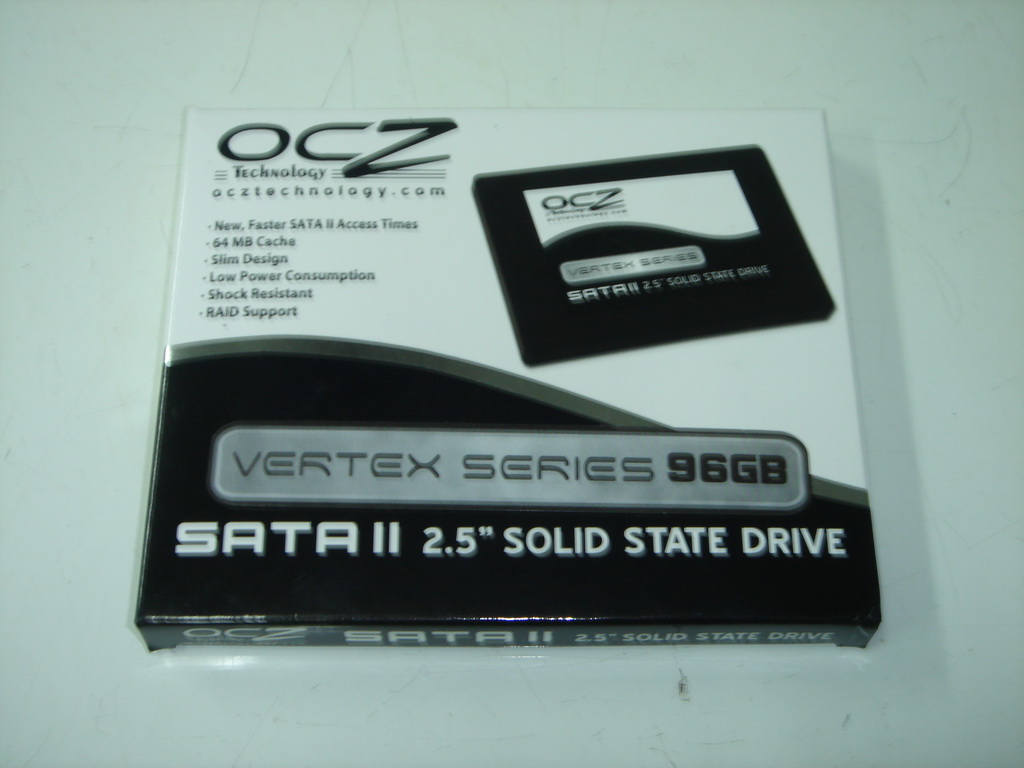 OCZ
Technology
ocztechnology.com
· New, Faster SATA II Access Times
· 64 MB Cache
· Slim Design
· Low Power Consumption
· Shock Resistant
· RAID Support
OCZ
Technology
VERTEX SERIES
SATA II 2.5" SOLID STATE DRIVE
VERTEX SERIES 96GB
SATA II 2.5" SOLID STATE DRIVE
OCZ SATA II 2.5" SOLID STATE DRIVE